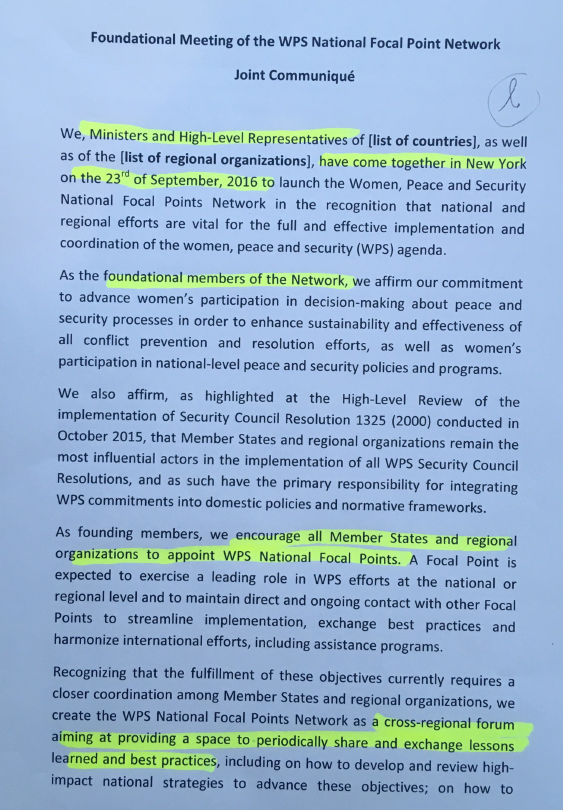 Foundational Meeting of the WPS National Focal Point Network
Joint Communiqué
We, Ministers and High-Level Representatives of [list of countries], as well
as of the [list of regional organizations], have come together in New York
on the 23rd of September, 2016 to launch the Women, Peace and Security
National Focal Points Network in the recognition that national and
regional efforts are vital for the full and effective implementation and
coordination of the women, peace and security (WPS) agenda.
As the foundational members of the Network, we affirm our commitment
to advance women's participation in decision-making about peace and
security processes in order to enhance sustainability and effectiveness of
all conflict prevention and resolution efforts, as well as women's
participation in national-level peace and security policies and programs.
We also affirm, as highlighted at the High-Level Review of the
implementation of Security Council Resolution 1325 (2000) conducted in
October 2015, that Member States and regional organizations remain the
most influential actors in the implementation of all WPS Security Council
Resolutions, and as such have the primary responsibility for integrating
WPS commitments into domestic policies and normative frameworks.
As founding members, we encourage all Member States and regional
organizations to appoint WPS National Focal Points. A Focal Point is
expected to exercise a leading role in WPS efforts at the national or
regional level and to maintain direct and ongoing contact with other Focal
Points to streamline implementation, exchange best practices and
harmonize international efforts, including assistance programs.
Recognizing that the fulfillment of these objectives currently requires a
closer coordination among Member States and regional organizations, we
create the WPS National Focal Points Network as a cross-regional forum
aiming at providing a space to periodically share and exchange lessons
learned and best practices, including on how to develop and review high-
impact national strategies to advance these objectives; on how to